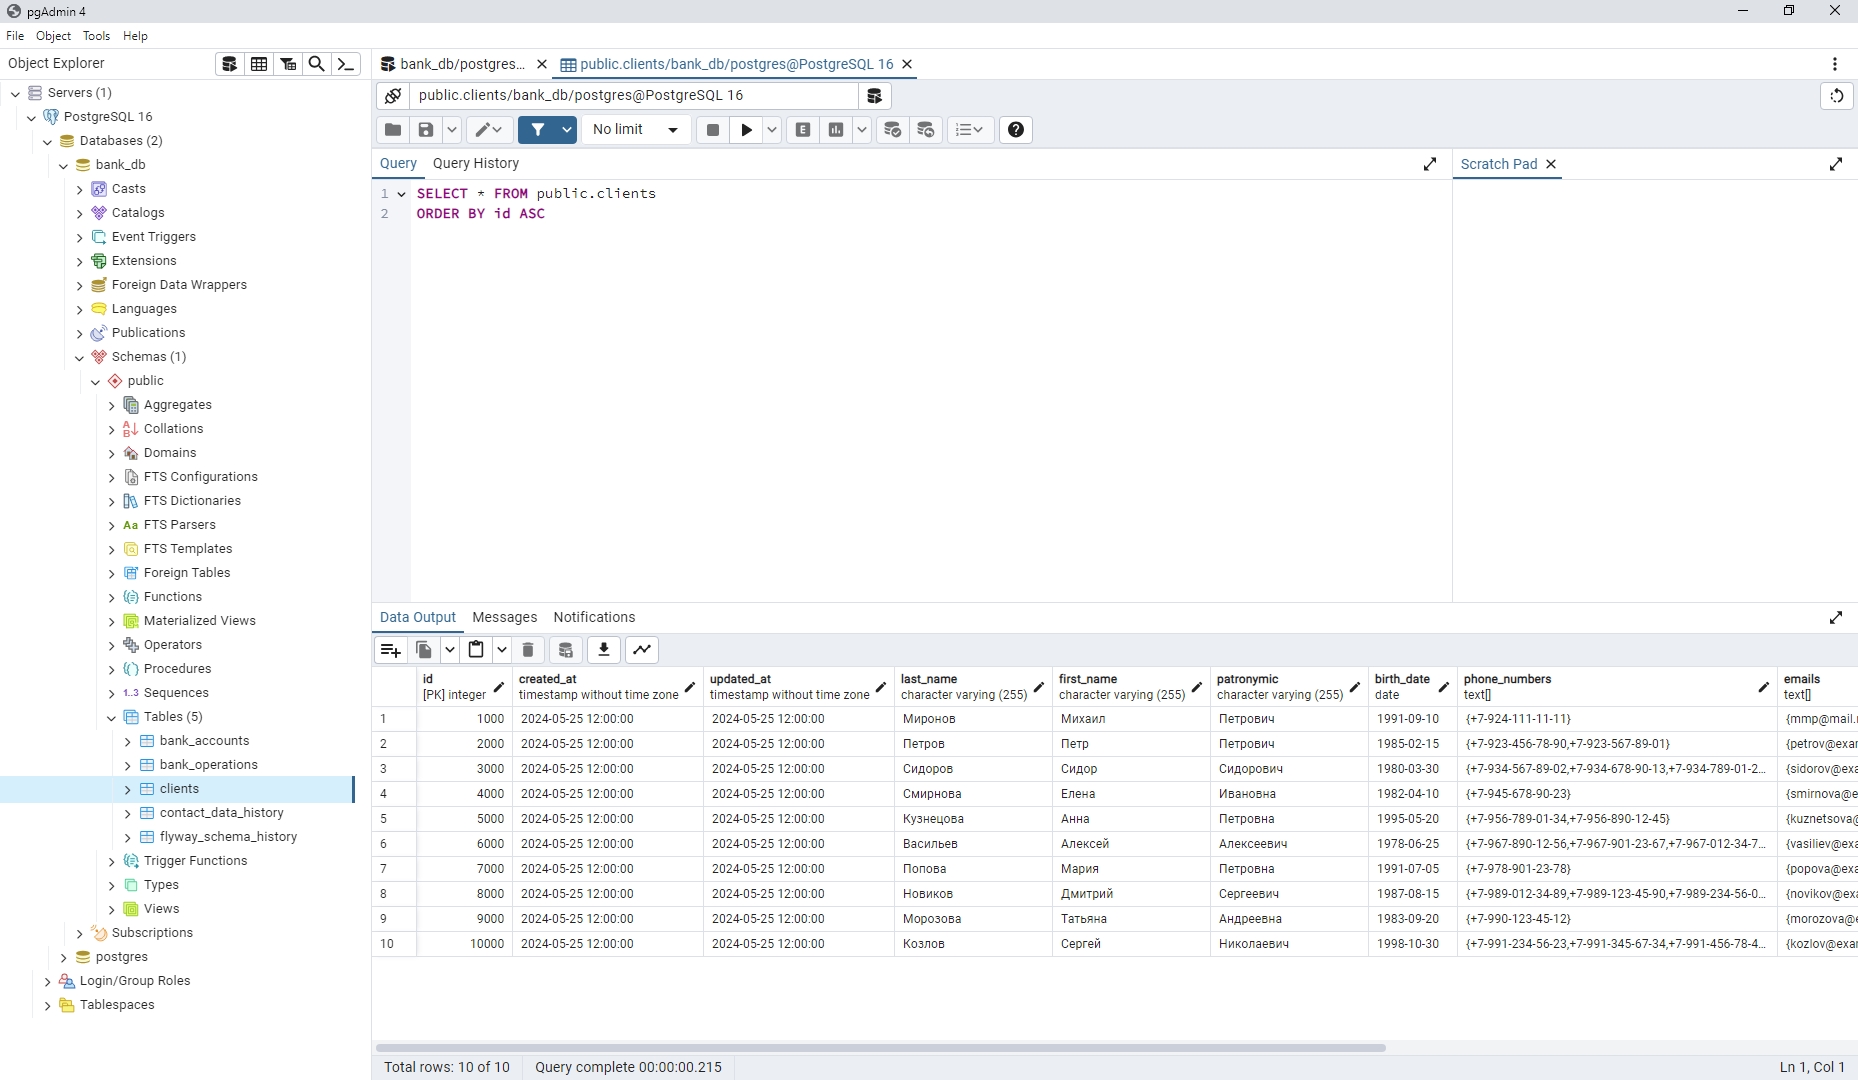 pgAdmin 4
File Object Tools Help
Object Explorer
Servers (1)
PostgreSQL 16
Databases (2)
bank_db
Casts
Catalogs
Event Triggers
Extensions
Foreign Data Wrappers
Languages
Publications
Schemas (1)
public
Aggregates
Collations
Domains
FTS Configurations
FTS Dictionaries
Aa FTS Parsers
FTS Templates
Foreign Tables
Functions
Materialized Views
Operators
Procedures
1..3 Sequences
Tables (5)
bank_accounts
bank_operations
clients
contact_data_history
flyway_schema_history
Trigger Functions
Types
Views
Subscriptions
postgres
Login/Group Roles
Tablespaces
bank_db/postgres... public.clients/bank_db/postgres@PostgreSQL 16
public.clients/bank_db/postgres@PostgreSQL 16
No limit E
Query Query History
Scratch Pad
1 SELECT * FROM public.clients
2 ORDER BY id ASC
Data Output Messages Notifications
id created_at updated_at last_name first_name patronymic birth_date phone_numbers emails
[PK] integer timestamp without time zone timestamp without time zone character varying (255) character varying (255) character varying (255) date text[] text[]
1 1000 2024-05-25 12:00:00 2024-05-25 12:00:00 Миронов Михаил Петрович 1991-09-10 {+7-924-111-11-11} {mmp@mail.
2 2000 2024-05-25 12:00:00 2024-05-25 12:00:00 Петров Петр Петрович 1985-02-15 {+7-923-456-78-90,+7-923-567-89-01} {petrov@exa
3 3000 2024-05-25 12:00:00 2024-05-25 12:00:00 Сидоров Сидор Сидорович 1980-03-30 {+7-934-567-89-02,+7-934-678-90-13,+7-934-789-01-2... {sidorov@exa
4 4000 2024-05-25 12:00:00 2024-05-25 12:00:00 Смирнова Елена Ивановна 1982-04-10 {+7-945-678-90-23} {smirnova@e
5 5000 2024-05-25 12:00:00 2024-05-25 12:00:00 Кузнецова Анна Петровна 1995-05-20 {+7-956-789-01-34,+7-956-890-12-45} {kuznetsova@
6 6000 2024-05-25 12:00:00 2024-05-25 12:00:00 Васильев Алексей Алексеевич 1978-06-25 {+7-967-890-12-56,+7-967-901-23-67,+7-967-012-34-7... {vasiliev@exa
7 7000 2024-05-25 12:00:00 2024-05-25 12:00:00 Попова Мария Петровна 1991-07-05 {+7-978-901-23-78} {popova@exa
8 8000 2024-05-25 12:00:00 2024-05-25 12:00:00 Новиков Дмитрий Сергеевич 1987-08-15 {+7-989-012-34-89,+7-989-123-45-90,+7-989-234-56-0... {novikov@exa
9 9000 2024-05-25 12:00:00 2024-05-25 12:00:00 Морозова Татьяна Андреевна 1983-09-20 {+7-990-123-45-12} {morozova@e
10 10000 2024-05-25 12:00:00 2024-05-25 12:00:00 Козлов Сергей Николаевич 1998-10-30 {+7-991-234-56-23,+7-991-345-67-34,+7-991-456-78-4... {kozlov@exa
Total rows: 10 of 10 Query complete 00:00:00.215 Ln 1, Col 1